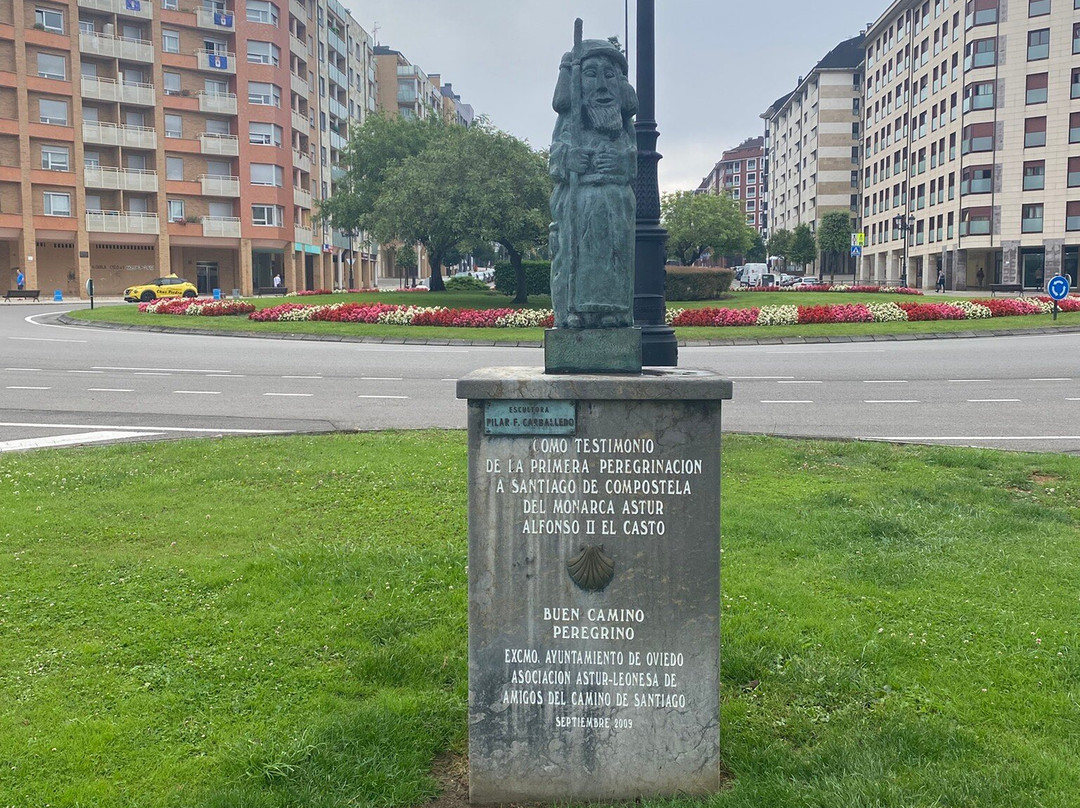 ESCULTORA
PILAR F. CARBALLEDO
COMO TESTIMONIO
DE LA PRIMERA PEREGRINACION
A SANTIAGO DE COMPOSTELA
DEL MONARCA ASTUR
ALFONSO II EL CASTO
BUEN CAMINO
PEREGRINO
EXCMO. AYUNTAMIENTO DE OVIEDO
ASOCIACION ASTUR-LEONESA DE
AMIGOS DEL CAMINO DE SANTIAGO
SEPTIEMBRE 2009